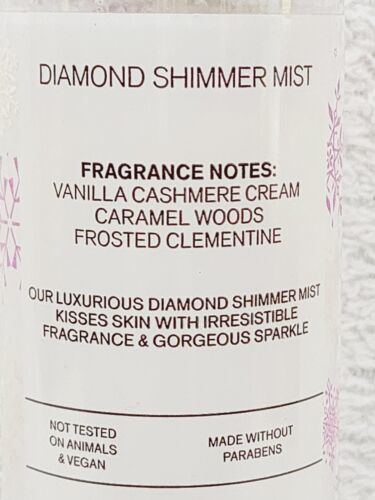 DIAMOND SHIMMER MIST
FRAGRANCE NOTES:
VANILLA CASHMERE CREAM
CARAMEL WOODS
FROSTED CLEMENTINE
OUR LUXURIOUS DIAMOND SHIMMER MIST
KISSES SKIN WITH IRRESISTIBLE
FRAGRANCE & GORGEOUS SPARKLE
NOT TESTED
ON ANIMALS
& VEGAN
MADE WITHOUT
PARABENS